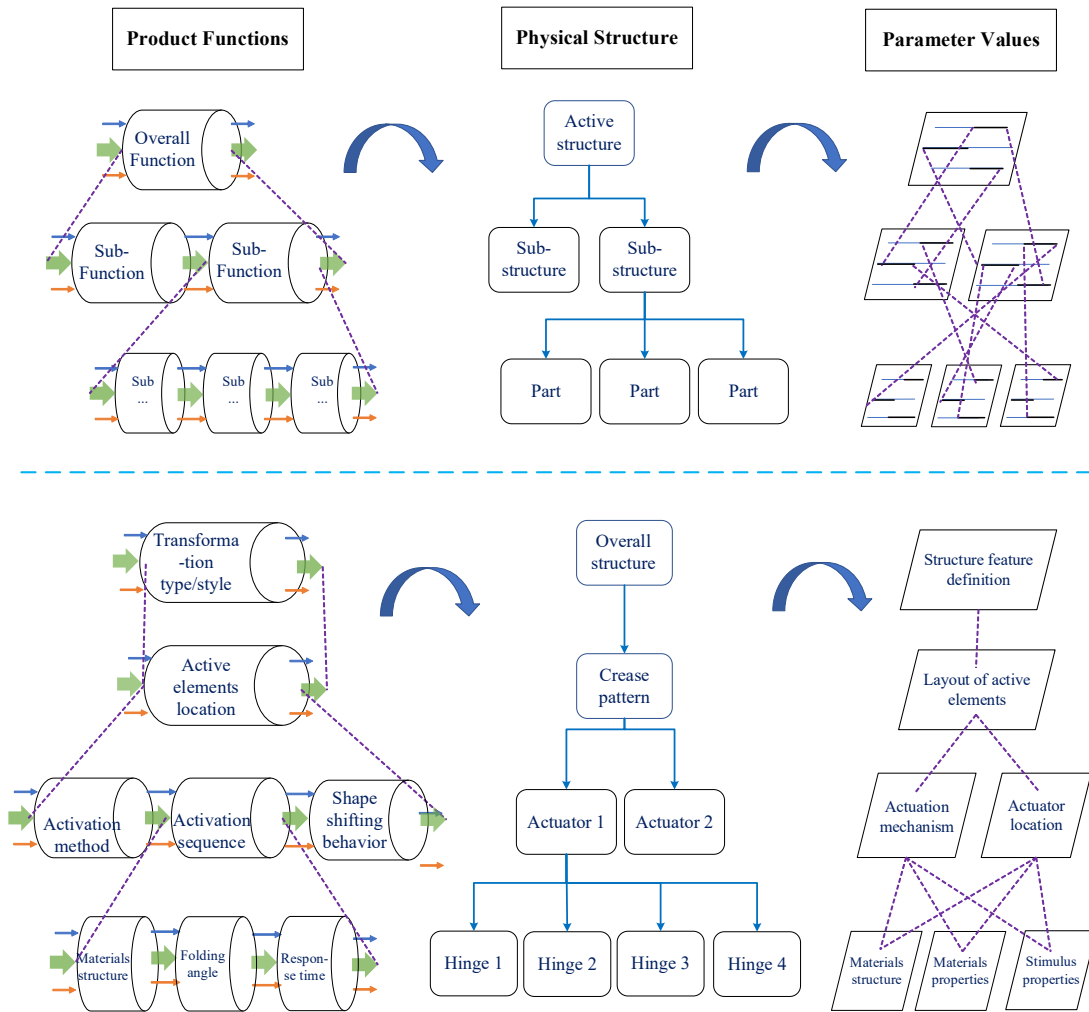 Product Functions
Physical Structure
Parameter Values
Overall
Function
Active
structure
Sub-
Function
Sub-
Function
Sub-
structure
Sub-
structure
Sub
...
Sub
...
Sub
...
Part
Part
Part
Transforma
-tion
type/style
Overall
structure
Structure feature
definition
Active
elements
location
Crease
pattern
Layout of active
elements
Activation
method
Activation
sequence
Shape
shifting
behavior
Actuator 1
Actuator 2
Actuation
mechanism
Actuator
location
Materials
structure
Folding
angle
Respon-
se time
Hinge 1
Hinge 2
Hinge 3
Hinge 4
Materials
structure
Materials
properties
Stimulus
properties